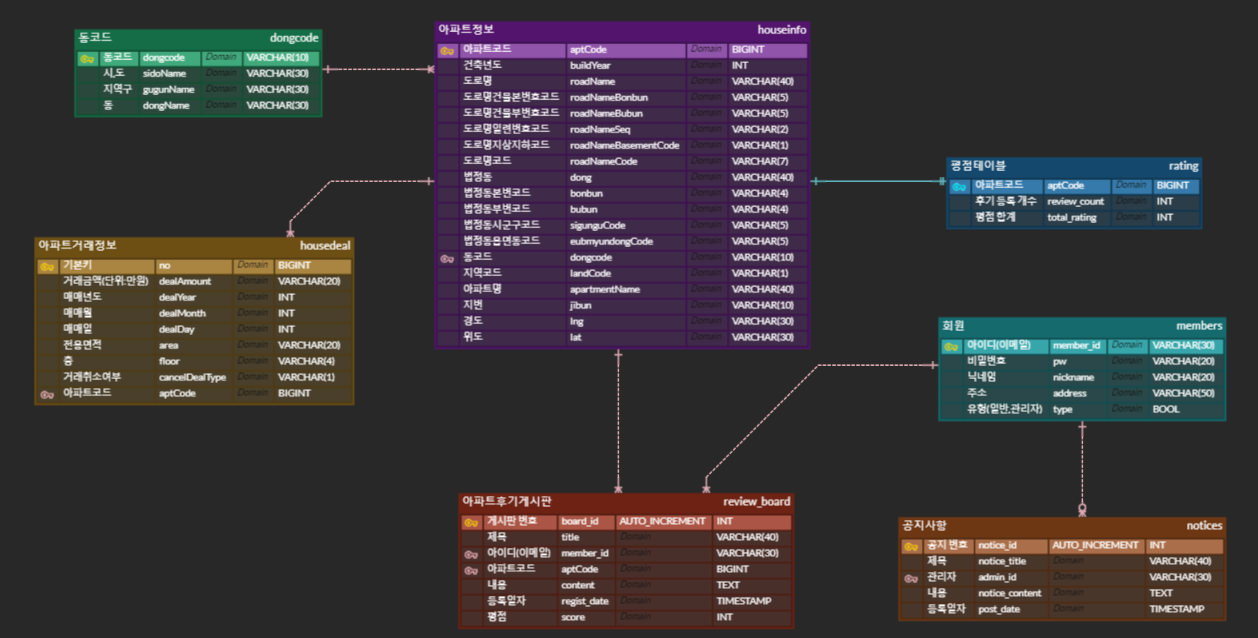 동코드 dongcode
동코드 dongcode Domain VARCHAR(10)
시,도 sidoName Domain VARCHAR(30)
지역구 gugunName Domain VARCHAR(30)
동 dongName Domain VARCHAR(30)
아파트정보 houseinfo
아파트코드 aptCode Domain BIGINT
건축년도 buildYear Domain INT
도로명 roadName Domain VARCHAR(40)
도로명건물본번호코드 roadNameBonbun Domain VARCHAR(5)
도로명건물부번호코드 roadNameBubun Domain VARCHAR(5)
도로명일련번호코드 roadNameSeq Domain VARCHAR(2)
도로명지상지하코드 roadNameBasementCode Domain VARCHAR(1)
도로명코드 roadNameCode Domain VARCHAR(7)
법정동 dong Domain VARCHAR(40)
법정동본번코드 bonbun Domain VARCHAR(4)
법정동부번코드 bubun Domain VARCHAR(4)
법정동시군구코드 sigunguCode Domain VARCHAR(5)
법정동읍면동코드 eubmyundongCode Domain VARCHAR(5)
동코드 dongcode Domain VARCHAR(10)
지역코드 landCode Domain VARCHAR(1)
아파트명 apartmentName Domain VARCHAR(40)
지번 jibun Domain VARCHAR(10)
경도 lng Domain VARCHAR(30)
위도 lat Domain VARCHAR(30)
평점테이블 rating
아파트코드 aptCode Domain BIGINT
후기 등록 개수 review_count Domain INT
평점 합계 total_rating Domain INT
아파트거래정보 housedeal
기본키 no Domain BIGINT
거래금액(단위:만원) dealAmount Domain VARCHAR(20)
매매년도 dealYear Domain INT
매매월 dealMonth Domain INT
매매일 dealDay Domain INT
전용면적 area Domain VARCHAR(20)
층 floor Domain VARCHAR(4)
거래취소여부 cancelDealType Domain VARCHAR(1)
아파트코드 aptCode Domain BIGINT
회원 members
아이디(이메일) member_id Domain VARCHAR(30)
비밀번호 pw Domain VARCHAR(20)
닉네임 nickname Domain VARCHAR(20)
주소 address Domain VARCHAR(50)
유형(일반,관리자) type Domain BOOL
아파트후기게시판 review_board
게시판 번호 board_id AUTO_INCREMENT INT
제목 title Domain VARCHAR(40)
아이디(이메일) member_id Domain VARCHAR(30)
아파트코드 aptCode Domain BIGINT
내용 content Domain TEXT
등록일자 regist_date Domain TIMESTAMP
평점 score Domain INT
공지사항 notices
공지 번호 notice_id AUTO_INCREMENT INT
제목 notice_title Domain VARCHAR(40)
관리자 admin_id Domain VARCHAR(30)
내용 notice_content Domain TEXT
등록일자 post_date Domain TIMESTAMP